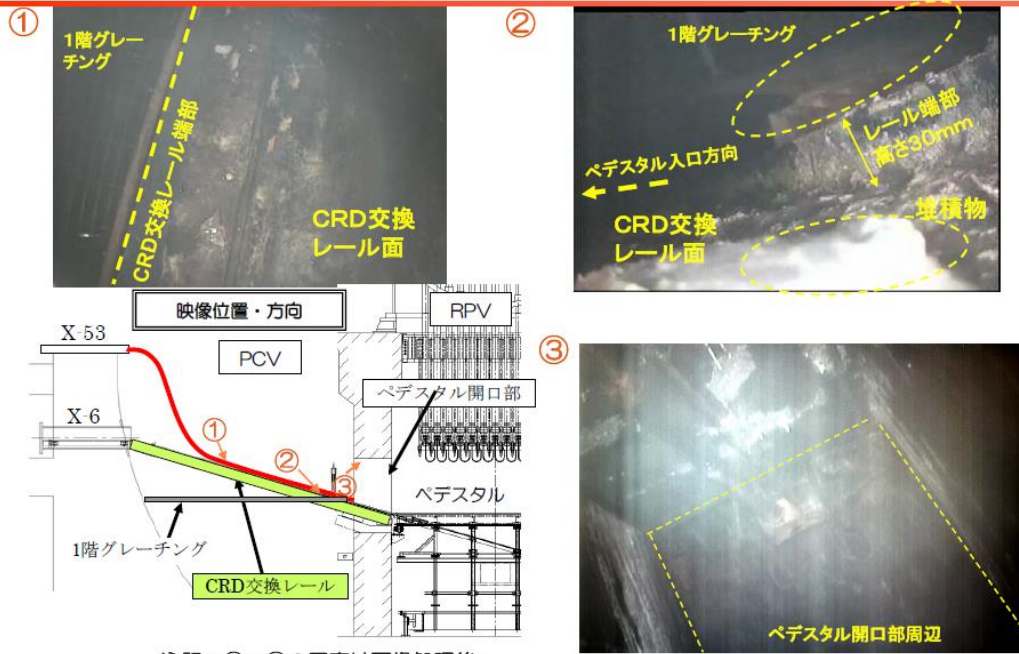 ①
1階グレー
チング
CRD交換レール端部
CRD交換
レール面
②
1階グレーチング
レール端部
高さ30mm
ペデスタル入口方向
CRD交換
レール面
堆積物
映像位置・方向
RPV
X-53
PCV
ペデスタル開口部
X-6
①
②
③
ペデスタル
1階グレーチング
CRD交換レール
③
ペデスタル開口部周辺